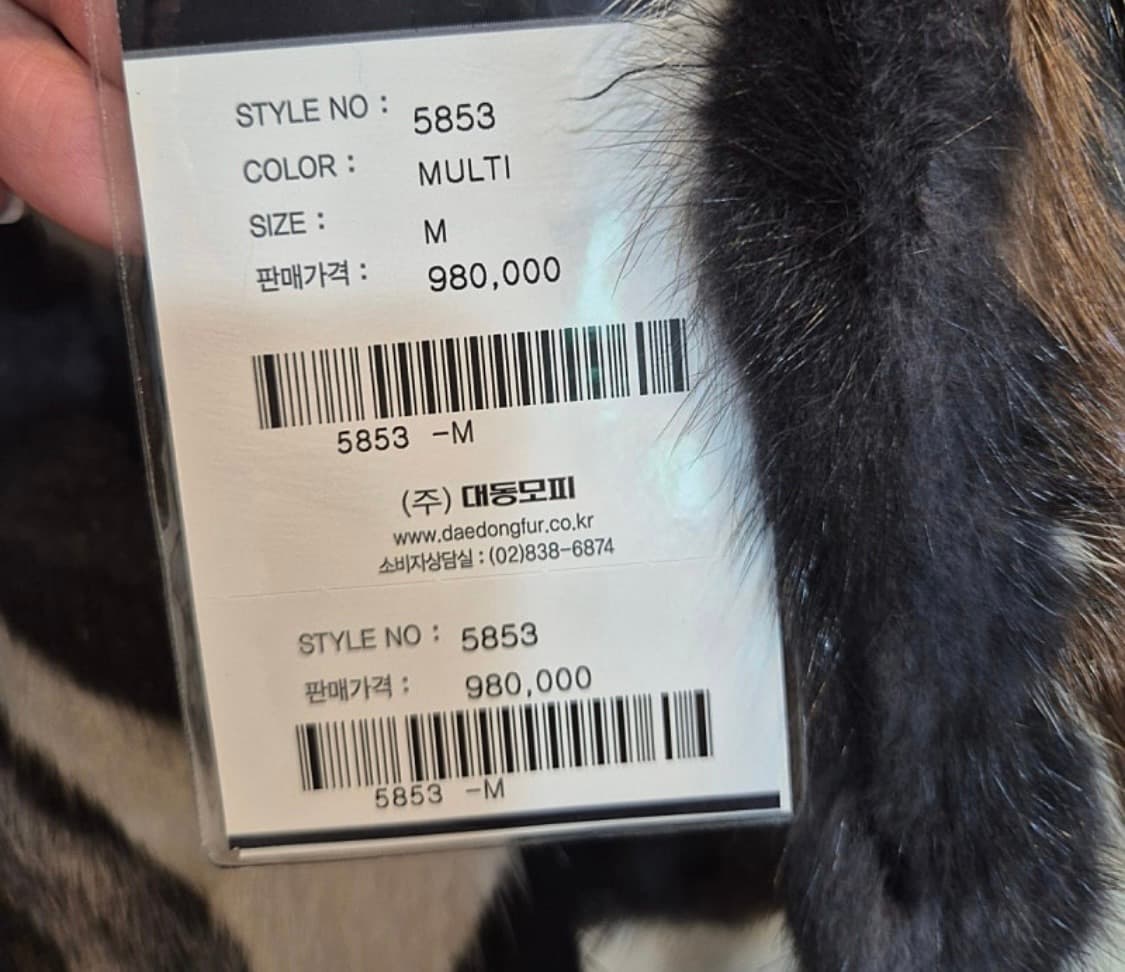 STYLE NO : 5853
COLOR : MULTI
SIZE : M
판매가격 : 980,000
5853 -M
(주) 대동모피
www.daedongfur.co.kr
소비자상담실 : (02)838-6874
STYLE NO : 5853
판매가격 : 980,000
5853 -M